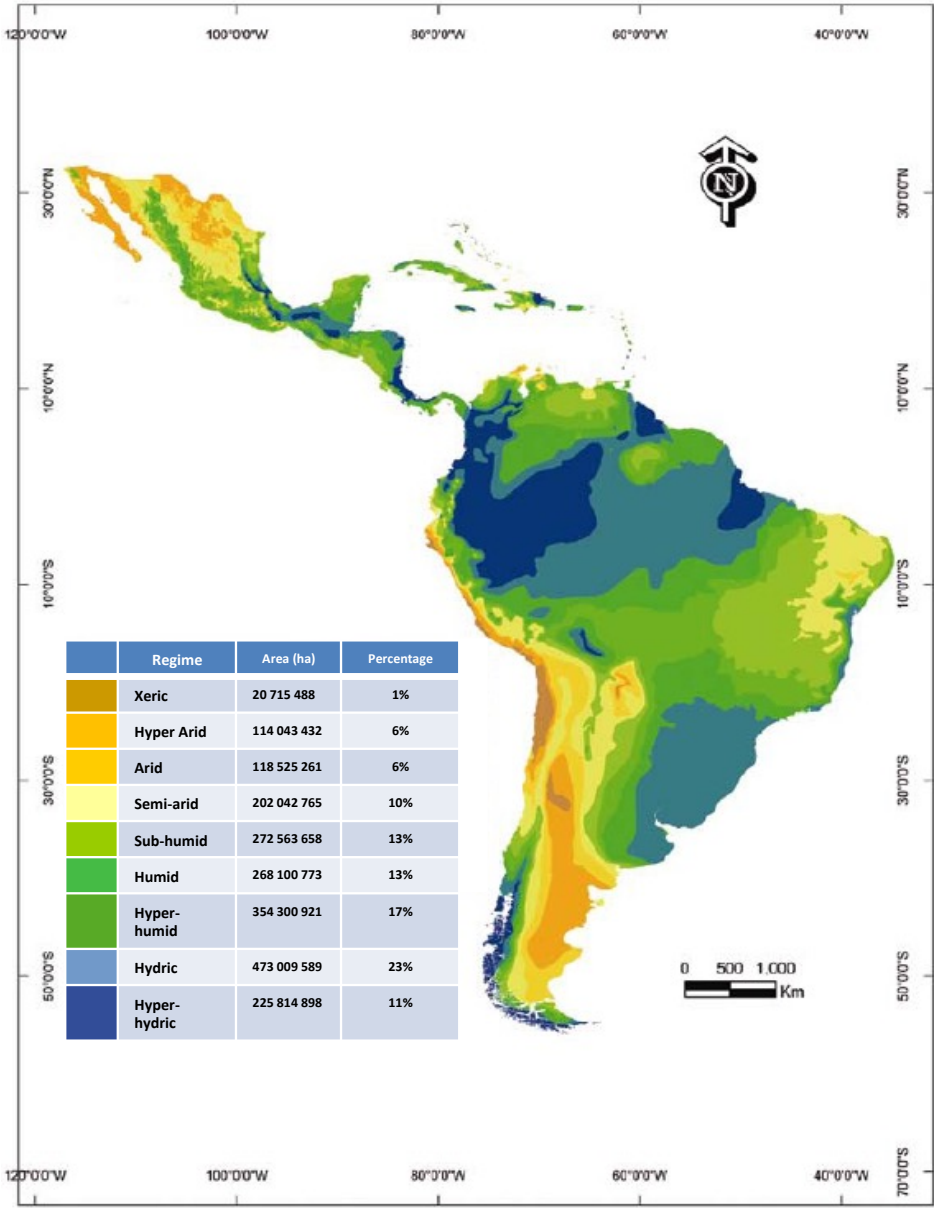 120°0'0"W 100°0'0"W 80°0'0"W 60°0'0"W 40°0'0"W
30°0'0"N 30°0'0"N
N
10°0'0"N 10°0'0"N
10°0'0"S 10°0'0"S
Regime Area (ha) Percentage
Xeric 20 715 488 1%
Hyper Arid 114 043 432 6%
Arid 118 525 261 6%
30°0'0"S 30°0'0"S
Semi-arid 202 042 765 10%
Sub-humid 272 563 658 13%
Humid 268 100 773 13%
Hyper- 354 300 921 17%
humid
Hydric 473 009 589 23%
50°0'0"S 50°0'0"S
0 500 1,000
Km
Hyper- 225 814 898 11%
hydric
70°0'0"S
120°0'0"W 100°0'0"W 80°0'0"W 60°0'0"W 40°0'0"W